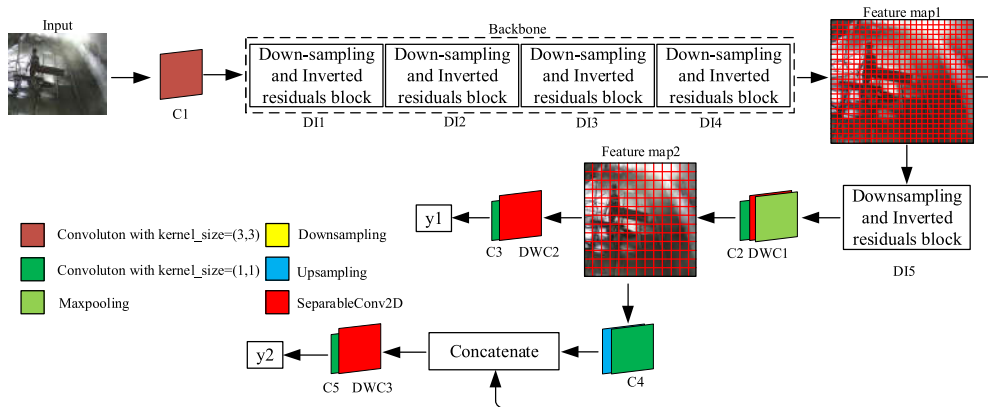 Input
Backbone
Feature map1
Down-sampling
and Inverted
residuals block
Down-sampling
and Inverted
residuals block
Down-sampling
and Inverted
residuals block
Down-sampling
and Inverted
residuals block
C1
DI1
DI2
DI3
DI4
Feature map2
Downsampling
and Inverted
residuals block
y1
C3
DWC2
C2
DWC1
DI5
Convoluton with kernel_size=(3,3)
Downsampling
Convoluton with kernel_size=(1,1)
Upsampling
Maxpooling
SeparableConv2D
y2
Concatenate
C5
DWC3
C4